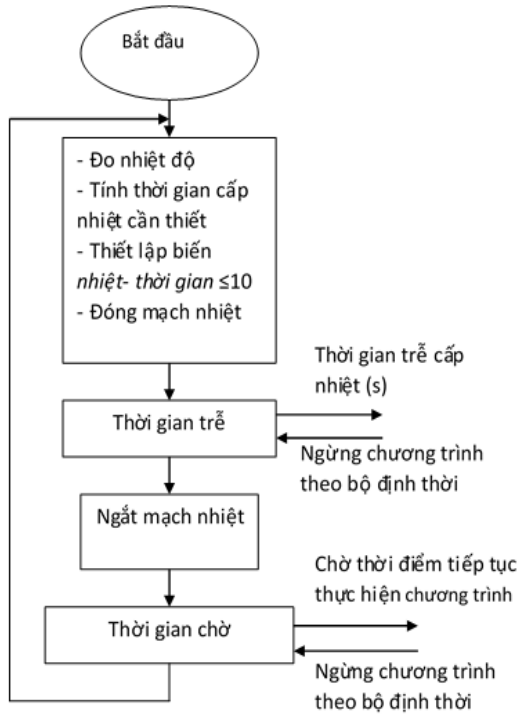 Bắt đầu
- Đo nhiệt độ
- Tính thời gian cấp
nhiệt cần thiết
- Thiết lập biến
nhiệt- thời gian ≤10
- Đóng mạch nhiệt
Thời gian trễ cấp
nhiệt (s)
Thời gian trễ
Ngừng chương trình
theo bộ định thời
Ngắt mạch nhiệt
Chờ thời điểm tiếp tục
thực hiện chương trình
Thời gian chờ
Ngừng chương trình
theo bộ định thời